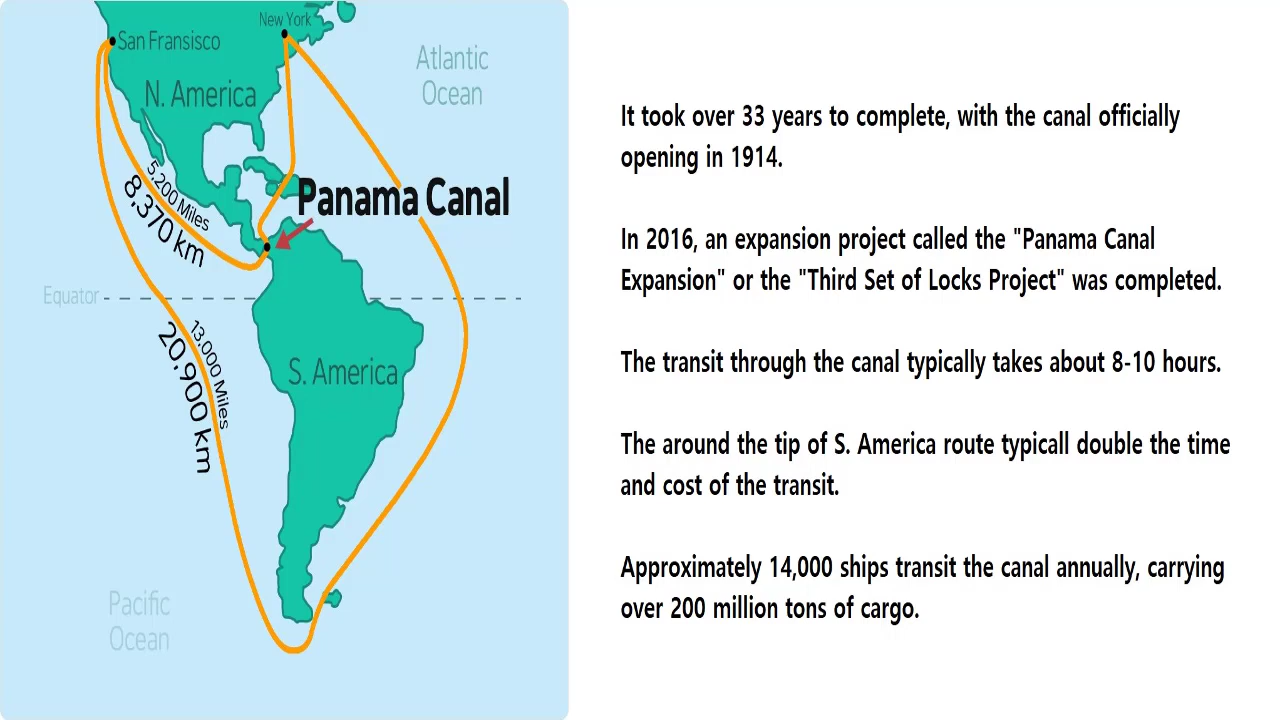 New York
San Fransisco
Atlantic
Ocean
N. America
5,200 Miles
8,370 km
Panama Canal
Equator
13,000 Miles
20,900 km
S. America
Pacific
Ocean
It took over 33 years to complete, with the canal officially
opening in 1914.
In 2016, an expansion project called the "Panama Canal
Expansion" or the "Third Set of Locks Project" was completed.
The transit through the canal typically takes about 8-10 hours.
The around the tip of S. America route typicall double the time
and cost of the transit.
Approximately 14,000 ships transit the canal annually, carrying
over 200 million tons of cargo.